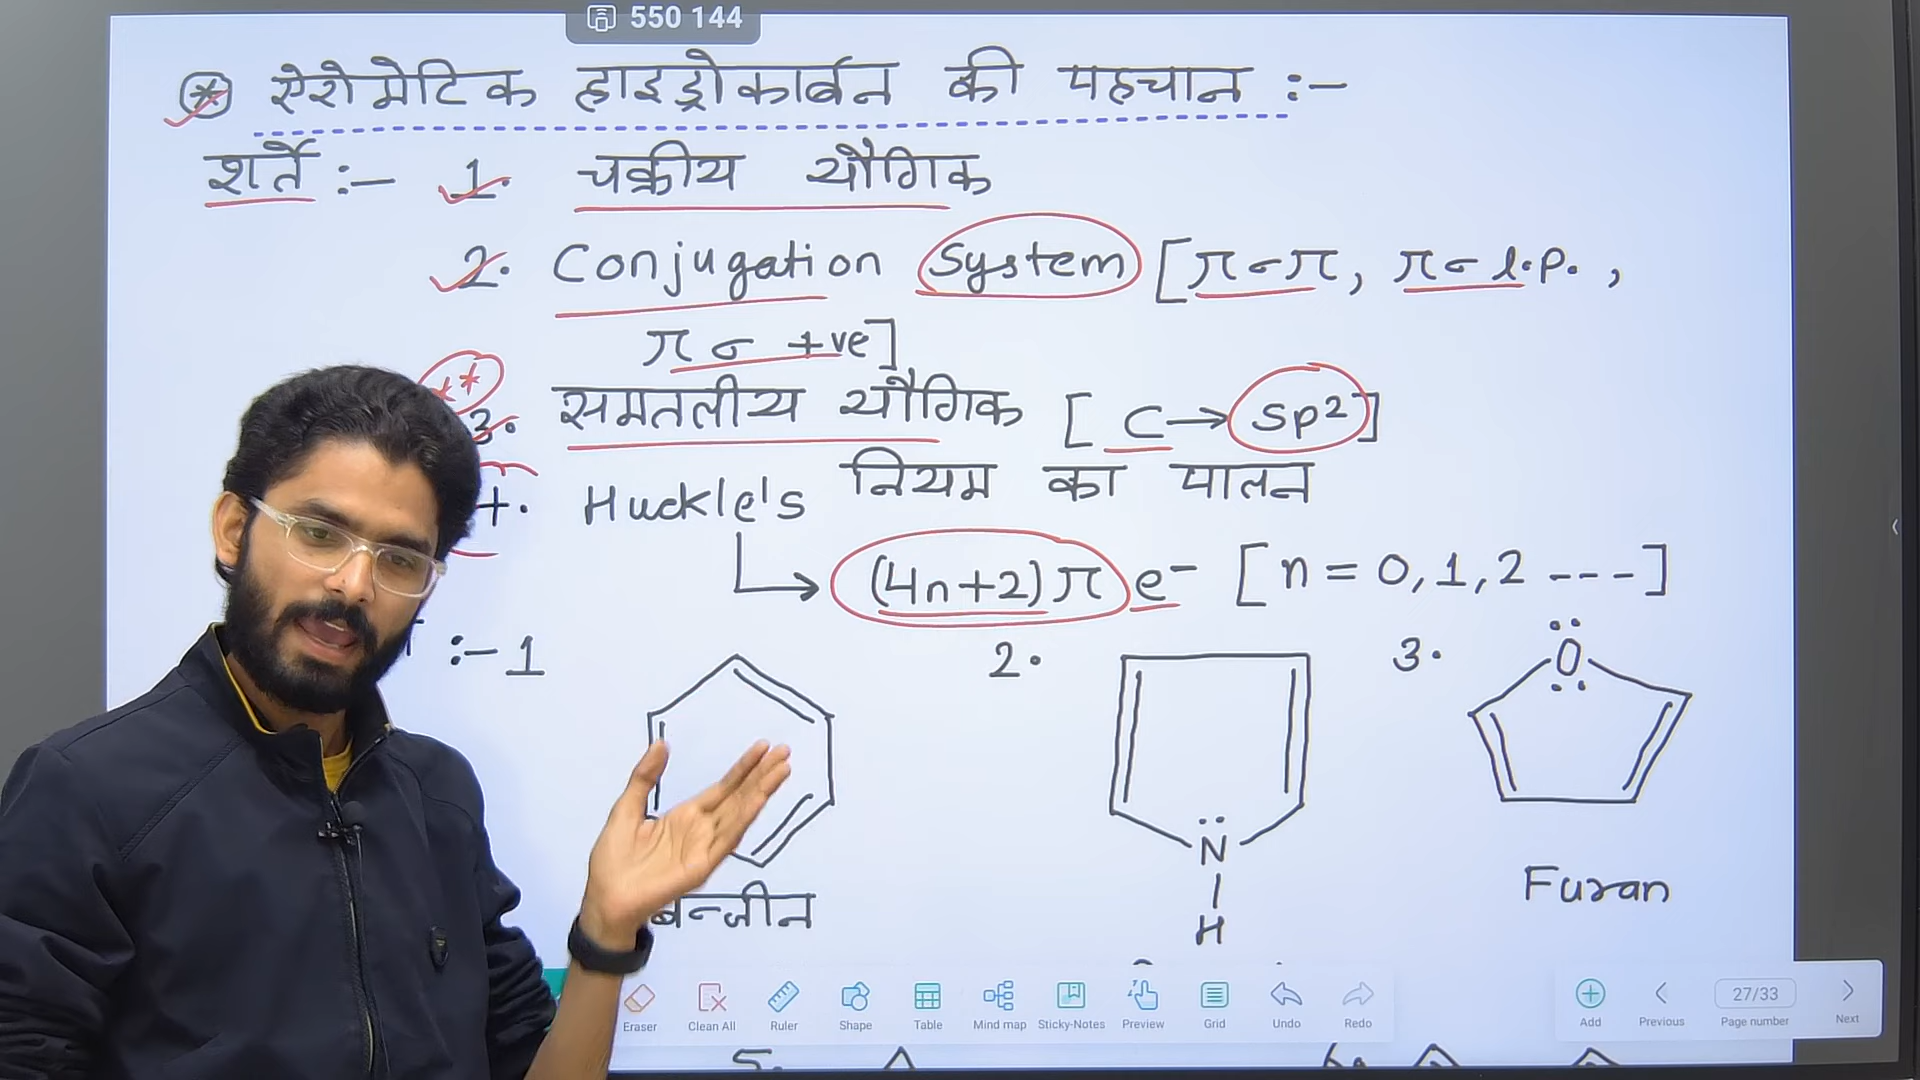 550 144
ऐरोमेटिक हाइड्रोकार्बन की पहचान :-
शर्ते :- 1. चक्रीय यौगिक
2. Conjugation System [π σ π, π σ l.p.,
π σ +ve]
** 3. समतलीय यौगिक [C → sp²]
Huckle's नियम का पालन
(4n+2)π e⁻ [n = 0, 1, 2 ---]
:- 1 2. 3. :O:
N̈
H
बेन्जीन Furan
Eraser Clean All Ruler Shape Table Mind map Sticky-Notes Preview Grid Undo Redo Add Previous 27/33 Page number Next
5.